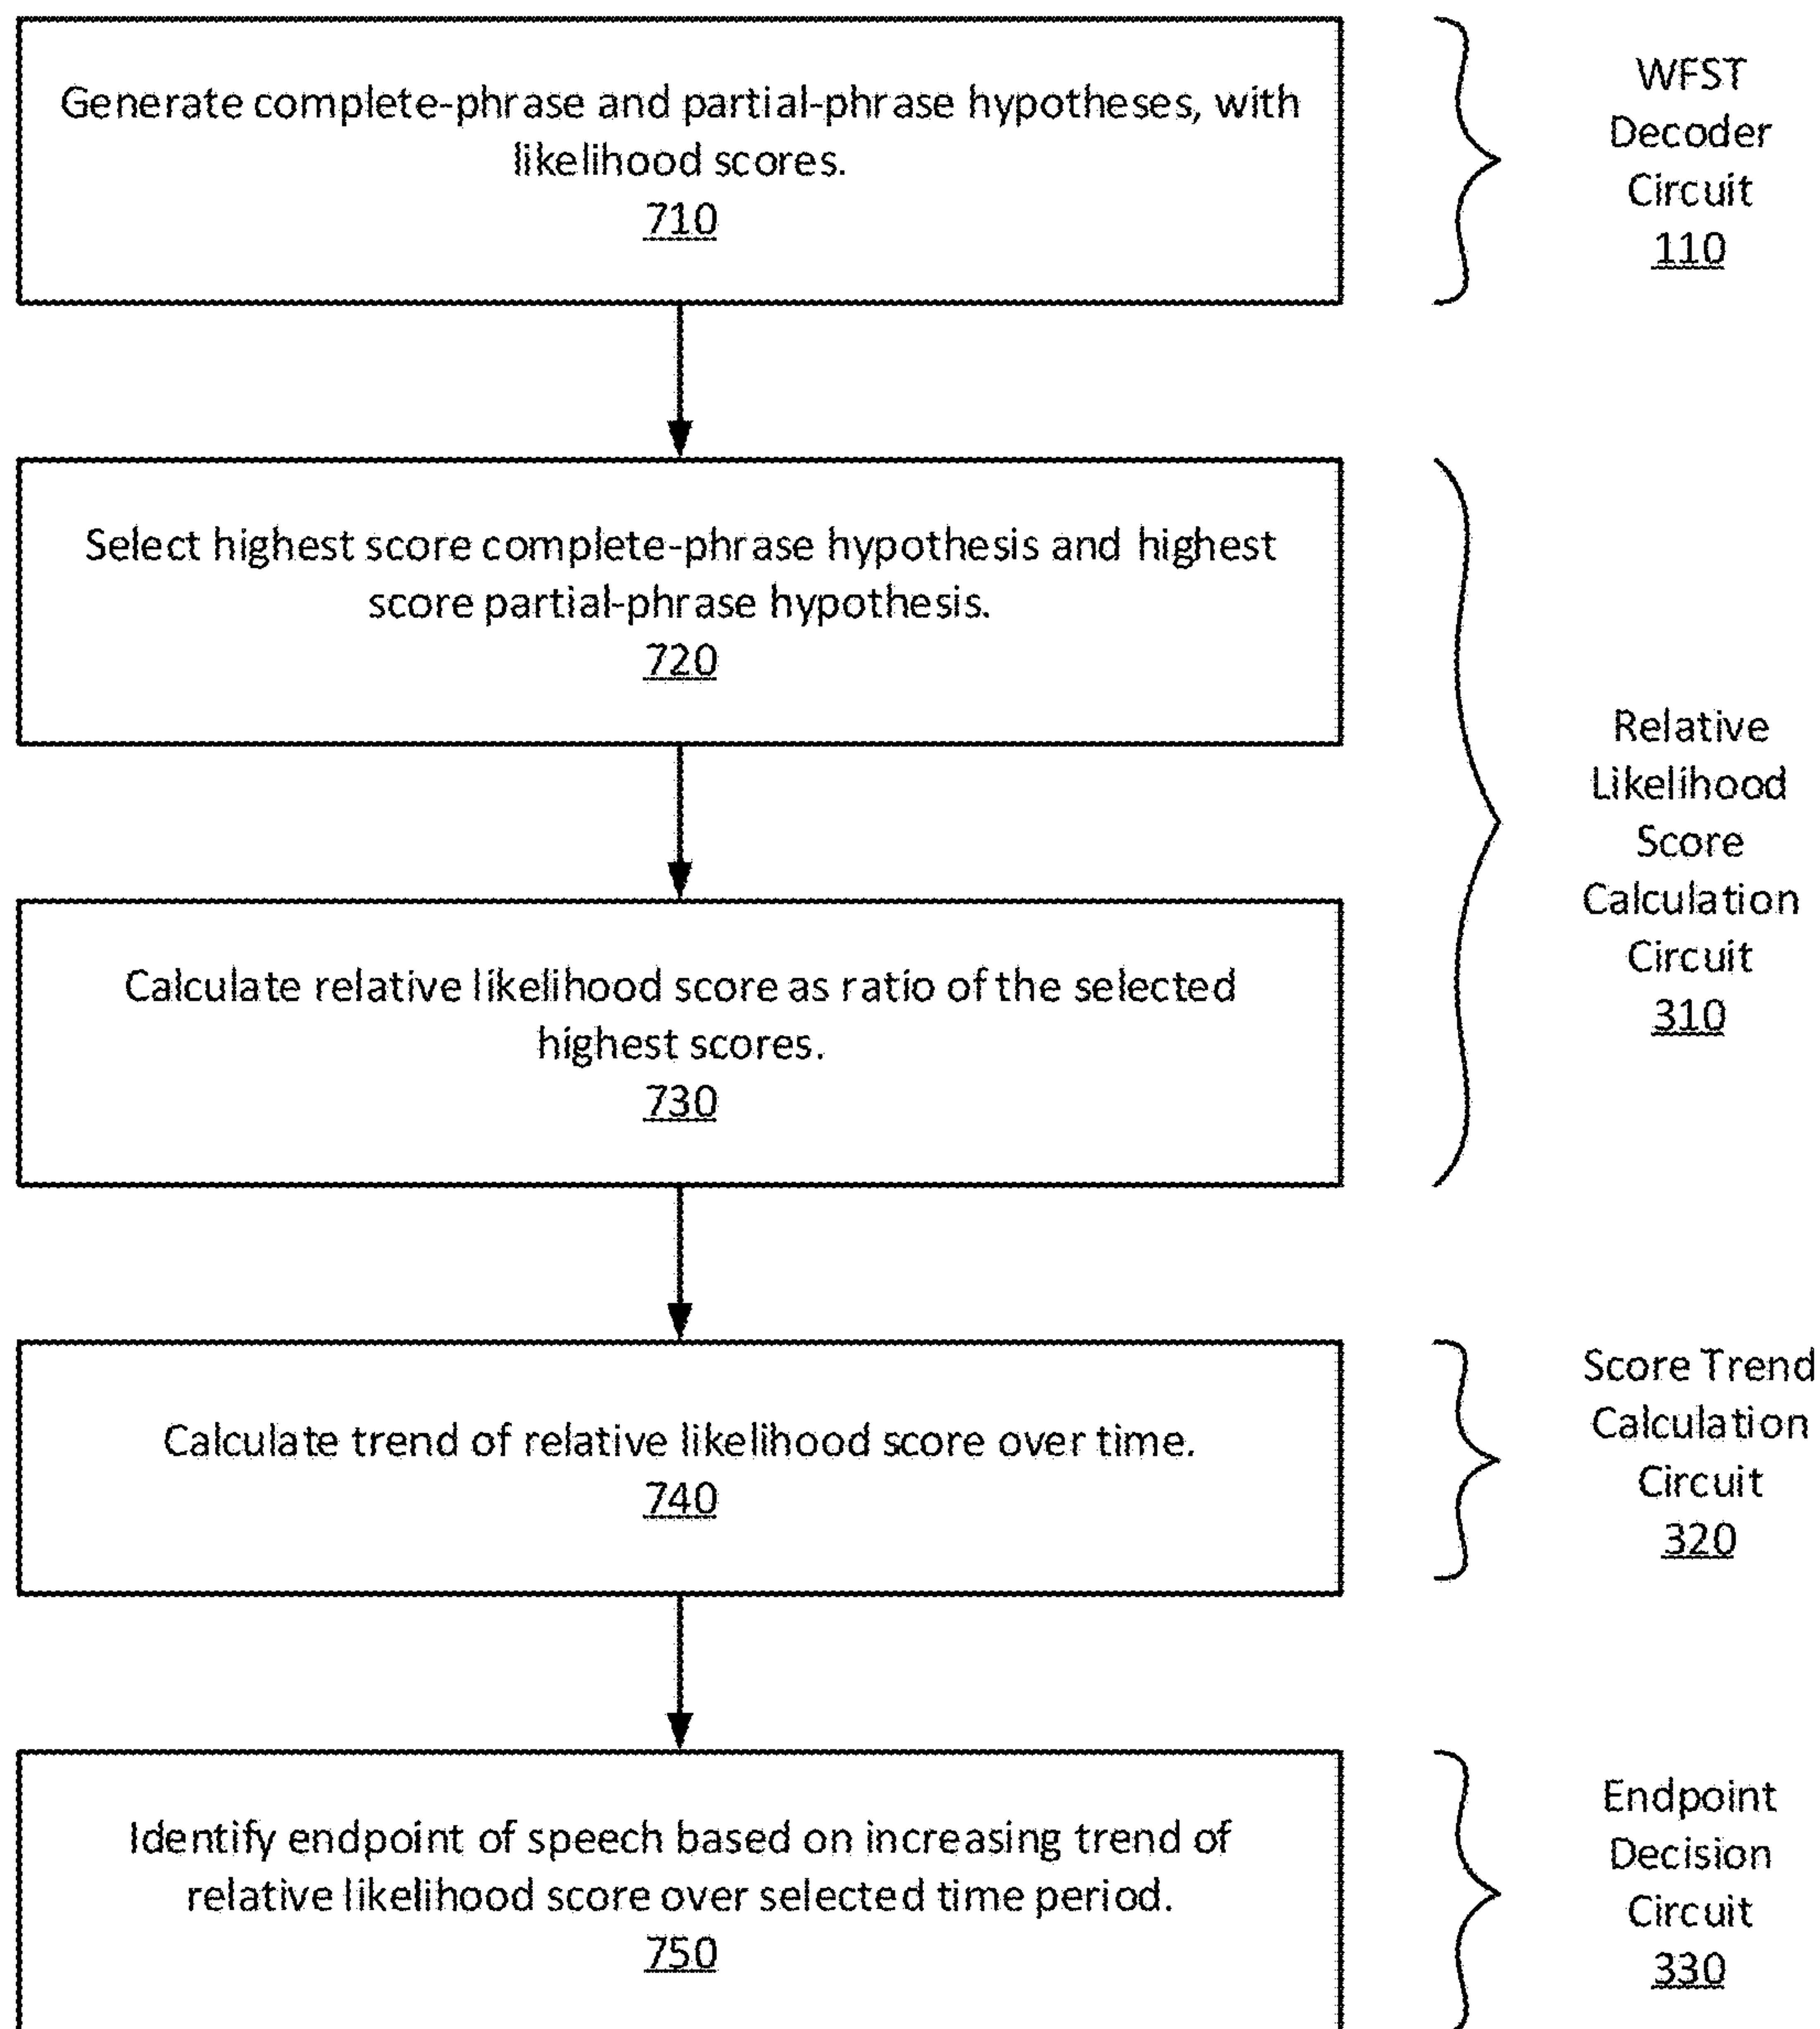 Generate complete-phrase and partial-phrase hypotheses, with
likelihood scores.
710
WFST
Decoder
Circuit
110
Select highest score complete-phrase hypothesis and highest
score partial-phrase hypothesis.
720
Calculate relative likelihood score as ratio of the selected
highest scores.
730
Relative
Likelihood
Score
Calculation
Circuit
310
Calculate trend of relative likelihood score over time.
740
Score Trend
Calculation
Circuit
320
Identify endpoint of speech based on increasing trend of
relative likelihood score over selected time period.
750
Endpoint
Decision
Circuit
330